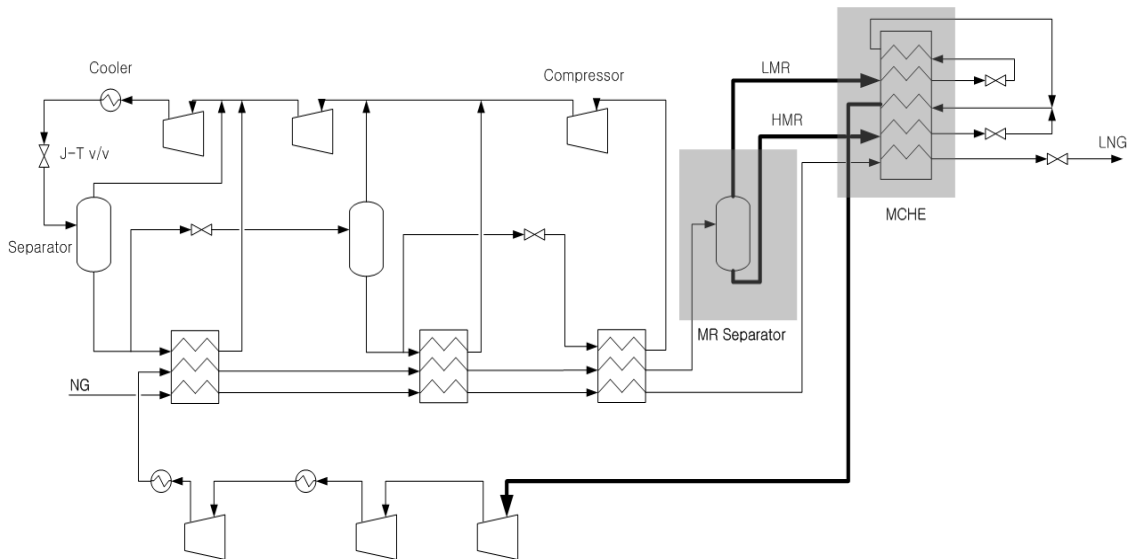 Cooler
Compressor
LMR
J-T v/v
HMR
LNG
MCHE
Separator
MR Separator
NG